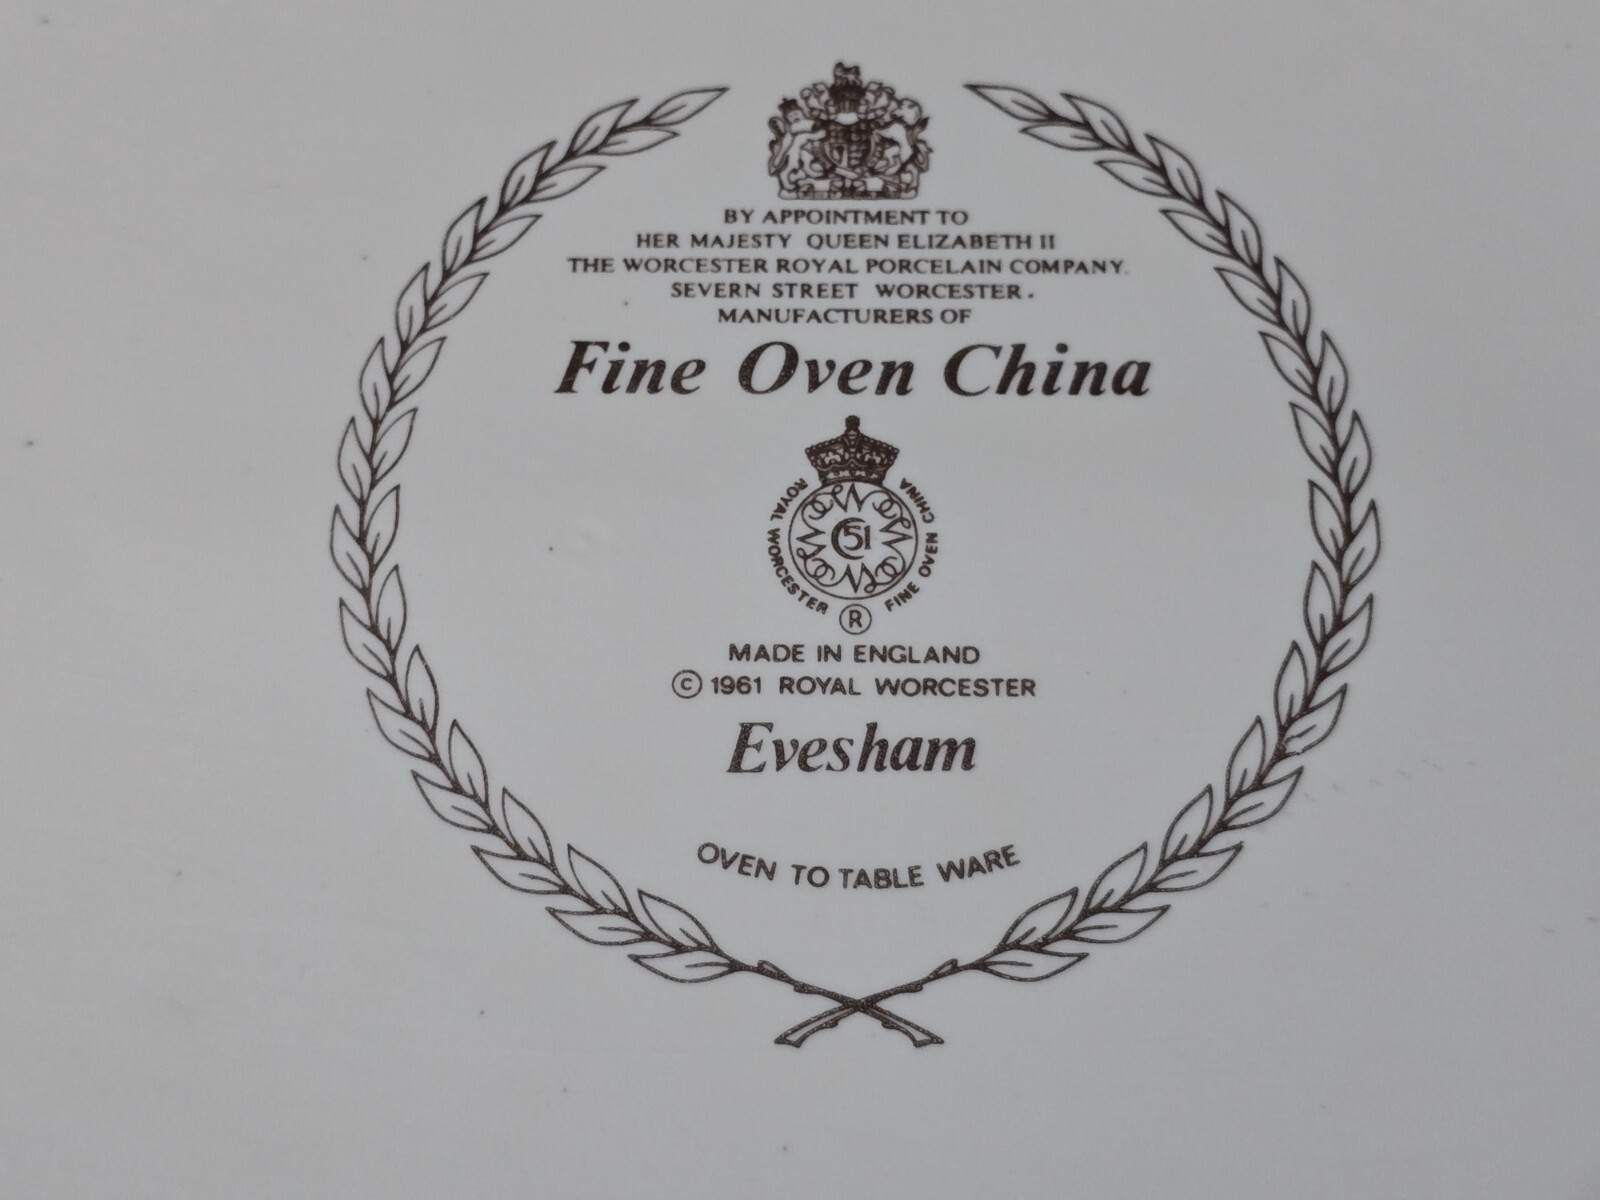 BY APPOINTMENT TO
HER MAJESTY QUEEN ELIZABETH II
THE WORCESTER ROYAL PORCELAIN COMPANY.
SEVERN STREET WORCESTER.
MANUFACTURERS OF
Fine Oven China
ROYAL WORCESTER FINE OVEN CHINA
C51
R
MADE IN ENGLAND
© 1961 ROYAL WORCESTER
Evesham
OVEN TO TABLE WARE